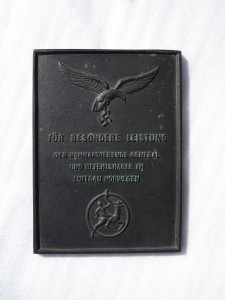 FÜR BESONDERE LEISTUNG
DER KOMMANDIERENDE GENERAL
UND BEFEHLSHABER IM
LUFTGAU NORWEGEN